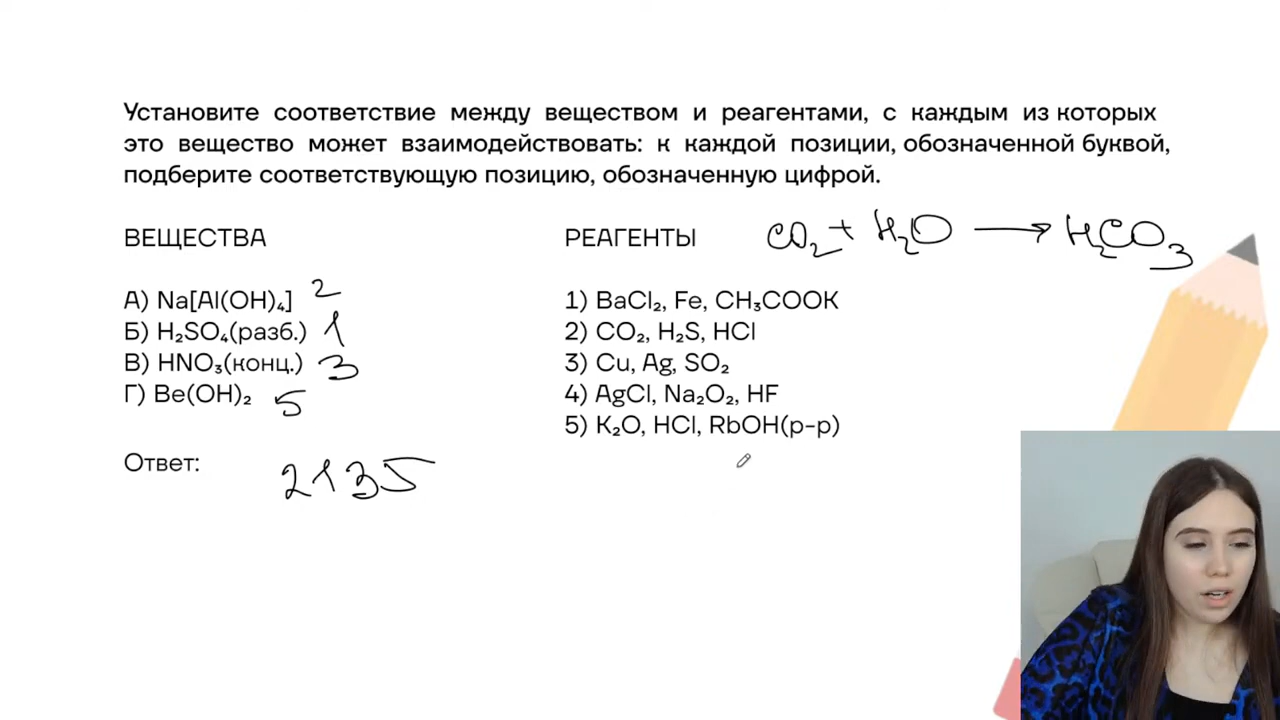 Установите соответствие между веществом и реагентами, с каждым из которых
это вещество может взаимодействовать: к каждой позиции, обозначенной буквой,
подберите соответствующую позицию, обозначенную цифрой.
ВЕЩЕСТВА
А) Na[Al(OH)₄] 2
Б) H₂SO₄(разб.) 1
В) HNO₃(конц.) 3
Г) Be(OH)₂ 5
Ответ: 2135
РЕАГЕНТЫ
CO₂ + H₂O → H₂CO₃
1) BaCl₂, Fe, CH₃COOK
2) CO₂, H₂S, HCl
3) Cu, Ag, SO₂
4) AgCl, Na₂O₂, HF
5) K₂O, HCl, RbOH(р-р)